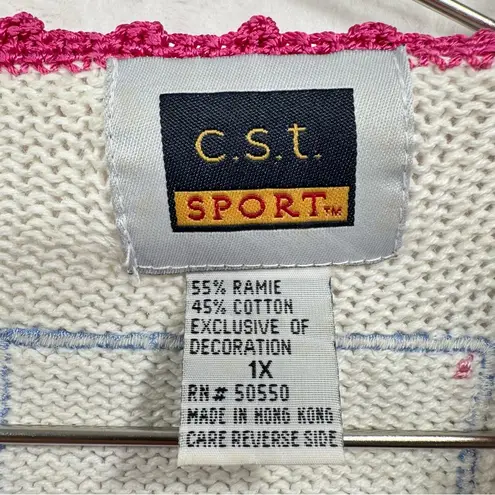 c.s.t.
SPORT™
55% RAMIE
45% COTTON
EXCLUSIVE OF
DECORATION
1X
RN# 50550
MADE IN HONG KONG
CARE REVERSE SIDE